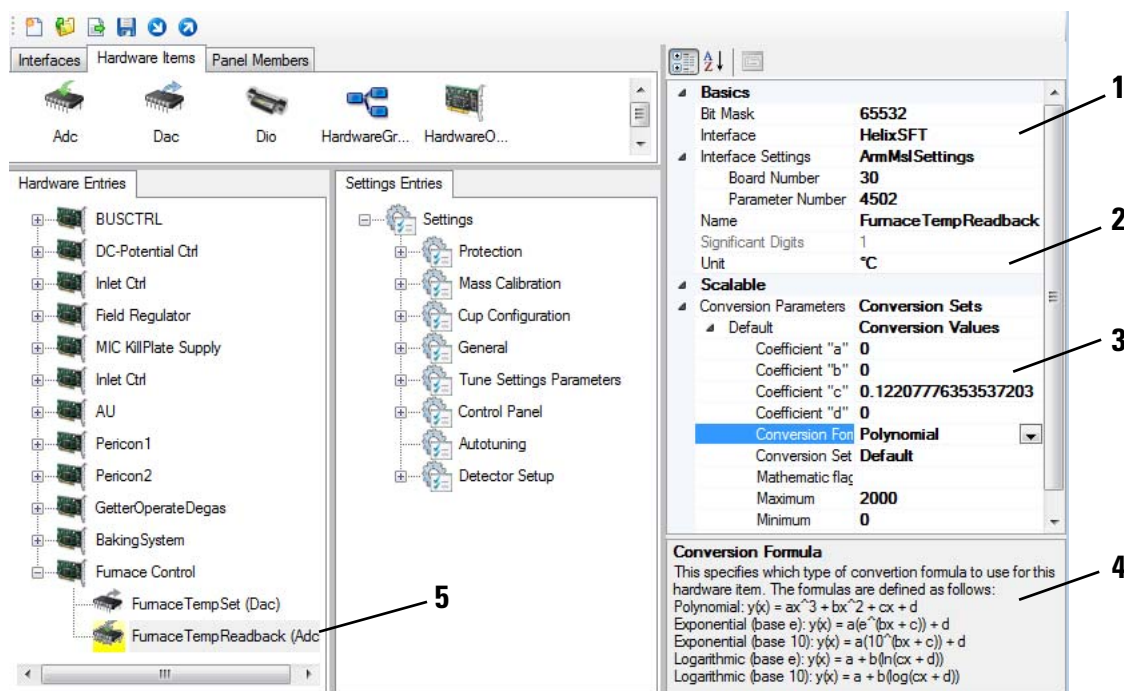 Interfaces Hardware Items Panel Members
Adc Dac Dio HardwareGr... HardwareO...
Hardware Entries
BUSCTRL
DC-Potential Ctrl
Inlet Ctrl
Field Regulator
MIC KillPlate Supply
Inlet Ctrl
AU
Pericon1
Pericon2
GetterOperateDegas
BakingSystem
Furnace Control
FurnaceTempSet (Dac)
FurnaceTempReadback (Adc
5
Settings Entries
Settings
Protection
Mass Calibration
Cup Configuration
General
Tune Settings Parameters
Control Panel
Autotuning
Detector Setup
Basics
Bit Mask 65532
Interface HelixSFT
1
Interface Settings ArmMslSettings
Board Number 30
Parameter Number 4502
Name FurnaceTempReadback
2
Significant Digits 1
Unit °C
Scalable
Conversion Parameters Conversion Sets
Default Conversion Values
3
Coefficient "a" 0
Coefficient "b" 0
Coefficient "c" 0.12207776353537203
Coefficient "d" 0
Conversion Forr Polynomial
Conversion Set Default
Mathematic flag
Maximum 2000
Minimum 0
Conversion Formula
4
This specifies which type of convertion formula to use for this
hardware item. The formulas are defined as follows:
Polynomial: y(x) = ax^3 + bx^2 + cx + d
Exponential (base e): y(x) = a(e^(bx + c)) + d
Exponential (base 10): y(x) = a(10^(bx + c)) + d
Logarithmic (base e): y(x) = a + b(ln(cx + d))
Logarithmic (base 10): y(x) = a + b(log(cx + d))